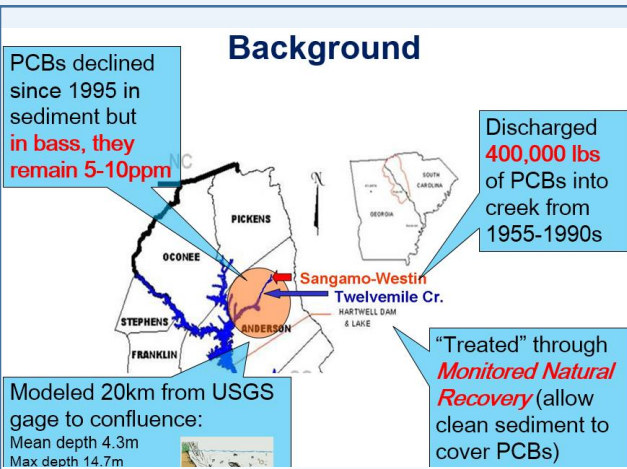 Background
PCBs declined
since 1995 in
sediment but
in bass, they
remain 5-10ppm
NC
N
PICKENS
OCONEE
STEPHENS
FRANKLIN
ANDERSON
SOUTH
CAROLINA
GEORGIA
Discharged
400,000 lbs
of PCBs into
creek from
1955-1990s
Sangamo-Westin
Twelvemile Cr.
HARTWELL DAM
& LAKE
"Treated" through
Monitored Natural
Recovery (allow
clean sediment to
cover PCBs)
Modeled 20km from USGS
gage to confluence:
Mean depth 4.3m
Max depth 14.7m